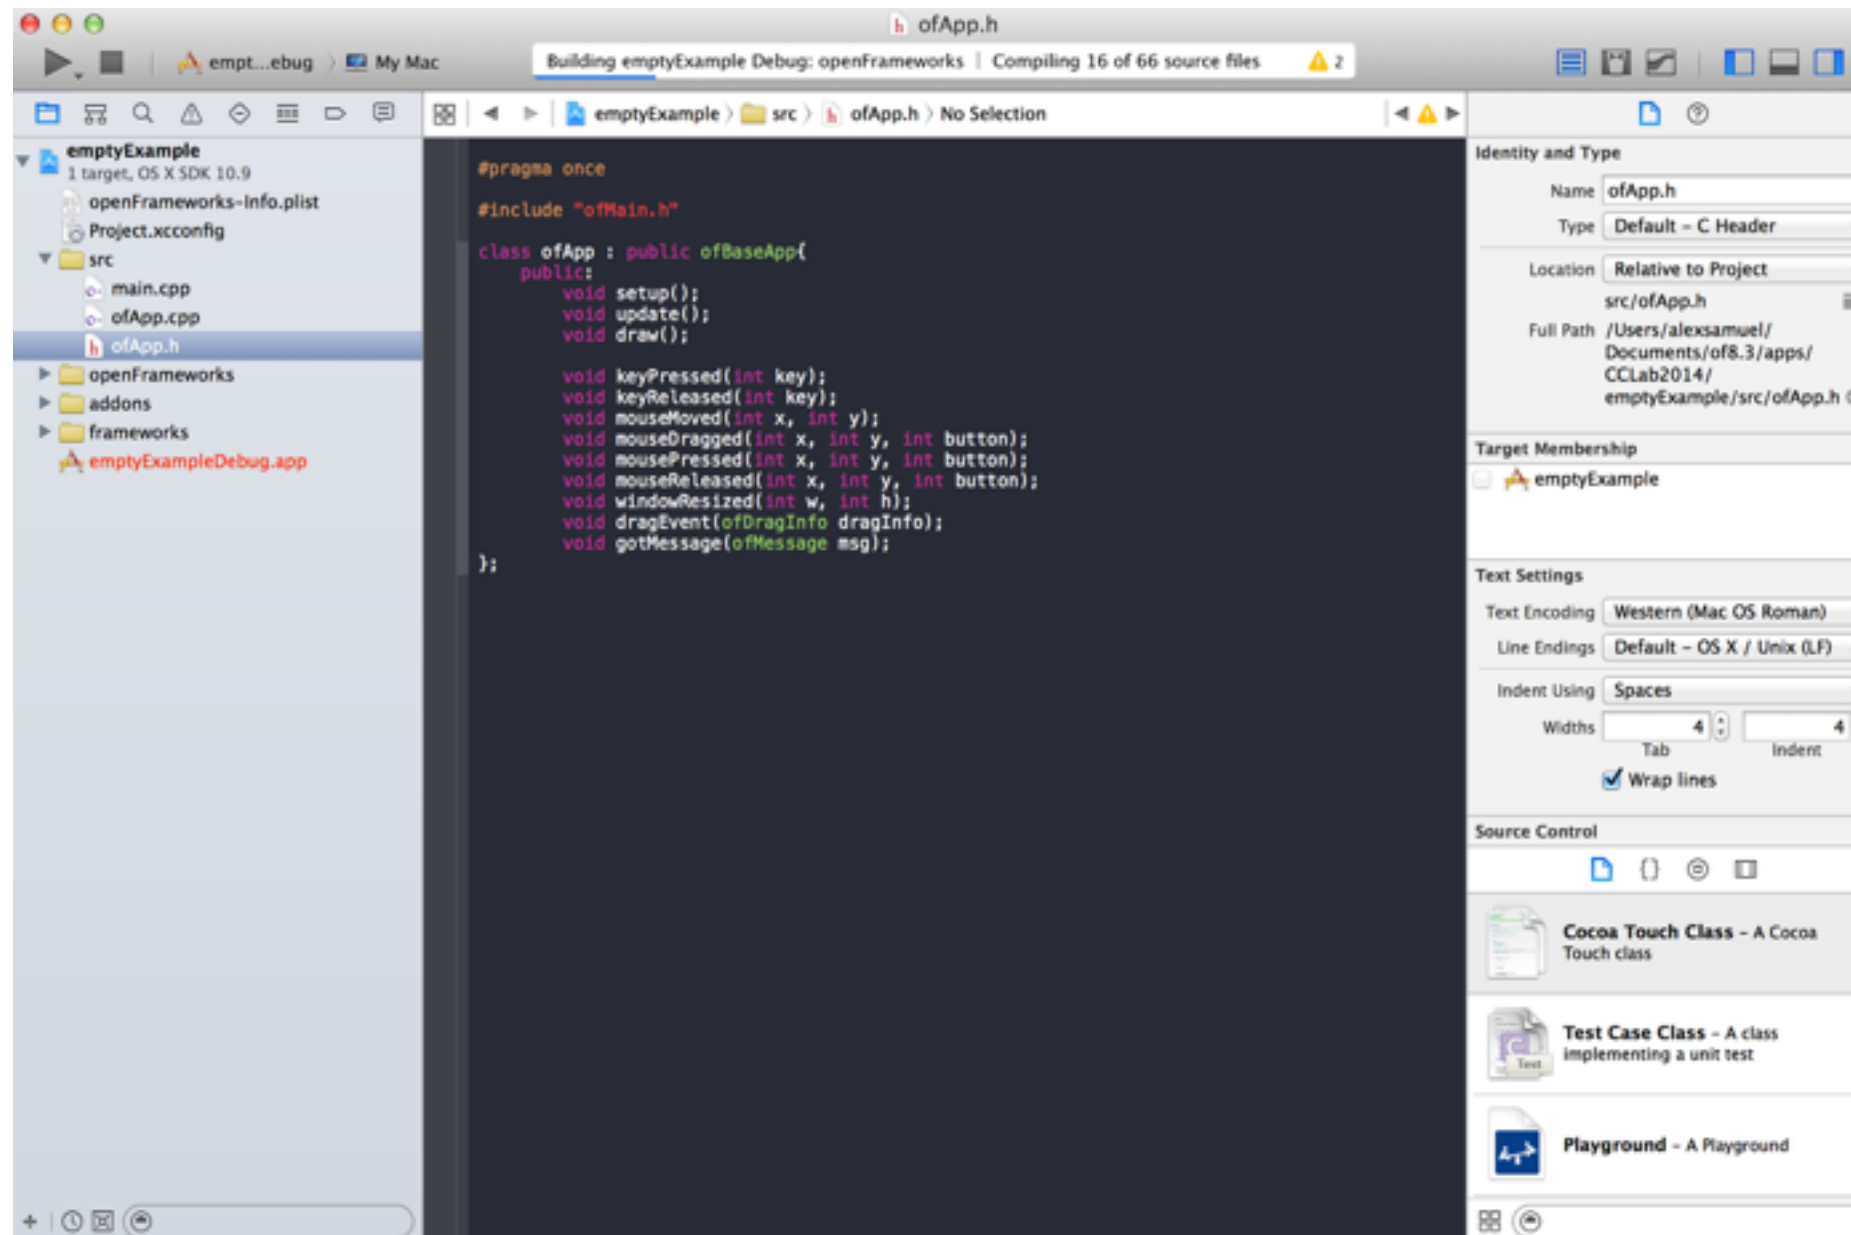 ofApp.h
empt...ebug
My Mac
Building emptyExample Debug: openFrameworks | Compiling 16 of 66 source files
2
emptyExample
1 target, OS X SDK 10.9
openFrameworks-Info.plist
Project.xcconfig
src
main.cpp
ofApp.cpp
ofApp.h
openFrameworks
addons
frameworks
emptyExampleDebug.app
emptyExample
src
ofApp.h
No Selection
#pragma once
#include "ofMain.h"
class ofApp : public ofBaseApp{
public:
void setup();
void update();
void draw();
void keyPressed(int key);
void keyReleased(int key);
void mouseMoved(int x, int y);
void mouseDragged(int x, int y, int button);
void mousePressed(int x, int y, int button);
void mouseReleased(int x, int y, int button);
void windowResized(int w, int h);
void dragEvent(ofDragInfo dragInfo);
void gotMessage(ofMessage msg);
};
Identity and Type
Name ofApp.h
Type Default - C Header
Location Relative to Project
src/ofApp.h
Full Path /Users/alexsamuel/
Documents/of8.3/apps/
CCLab2014/
emptyExample/src/ofApp.h
Target Membership
emptyExample
Text Settings
Text Encoding Western (Mac OS Roman)
Line Endings Default - OS X / Unix (LF)
Indent Using Spaces
Widths 4 4
Tab Indent
Wrap lines
Source Control
{}
Cocoa Touch Class - A Cocoa
Touch class
C
Test
Test Case Class - A class
implementing a unit test
Playground - A Playground